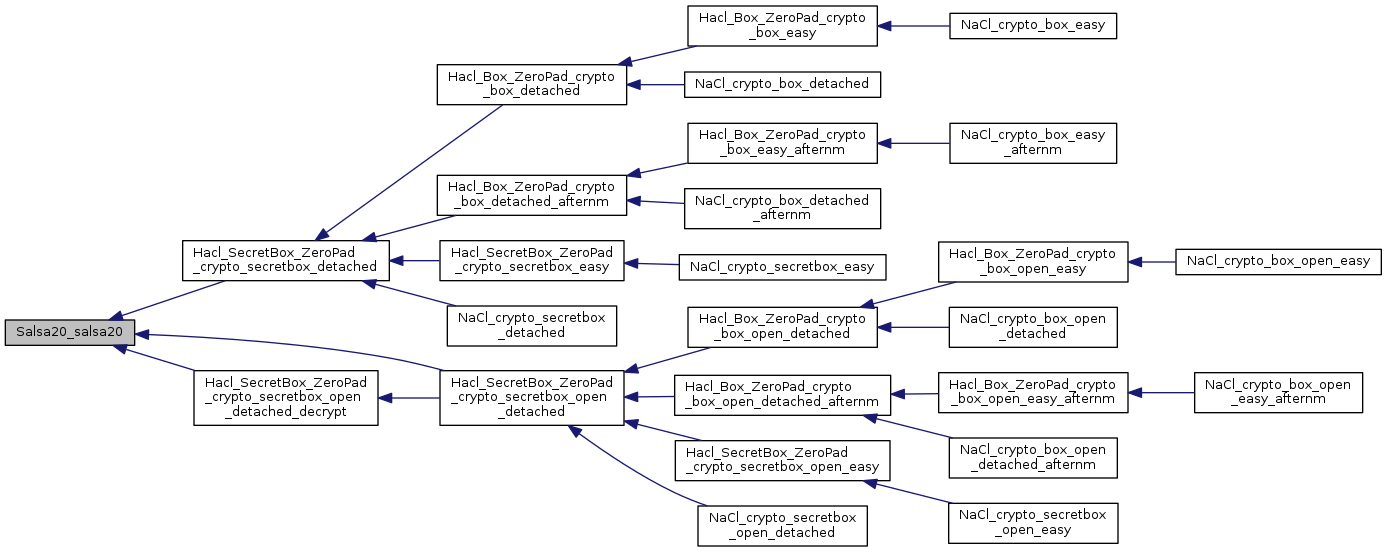 Hacl_Box_ZeroPad_crypto
_box_easy
NaCl_crypto_box_easy
Hacl_Box_ZeroPad_crypto
_box_detached
NaCl_crypto_box_detached
Hacl_Box_ZeroPad_crypto
_box_easy_afternm
NaCl_crypto_box_easy
_afternm
Hacl_Box_ZeroPad_crypto
_box_detached_afternm
NaCl_crypto_box_detached
_afternm
Hacl_SecretBox_ZeroPad
_crypto_secretbox_detached
Hacl_SecretBox_ZeroPad
_crypto_secretbox_easy
NaCl_crypto_secretbox_easy
Hacl_Box_ZeroPad_crypto
_box_open_easy
NaCl_crypto_box_open_easy
NaCl_crypto_secretbox
_detached
Hacl_Box_ZeroPad_crypto
_box_open_detached
NaCl_crypto_box_open
_detached
Salsa20_salsa20
Hacl_SecretBox_ZeroPad
_crypto_secretbox_open
_detached_decrypt
Hacl_SecretBox_ZeroPad
_crypto_secretbox_open
_detached
Hacl_Box_ZeroPad_crypto
_box_open_detached_afternm
Hacl_Box_ZeroPad_crypto
_box_open_easy_afternm
NaCl_crypto_box_open
_easy_afternm
NaCl_crypto_box_open
_detached_afternm
Hacl_SecretBox_ZeroPad
_crypto_secretbox_open_easy
NaCl_crypto_secretbox
_open_easy
NaCl_crypto_secretbox
_open_detached